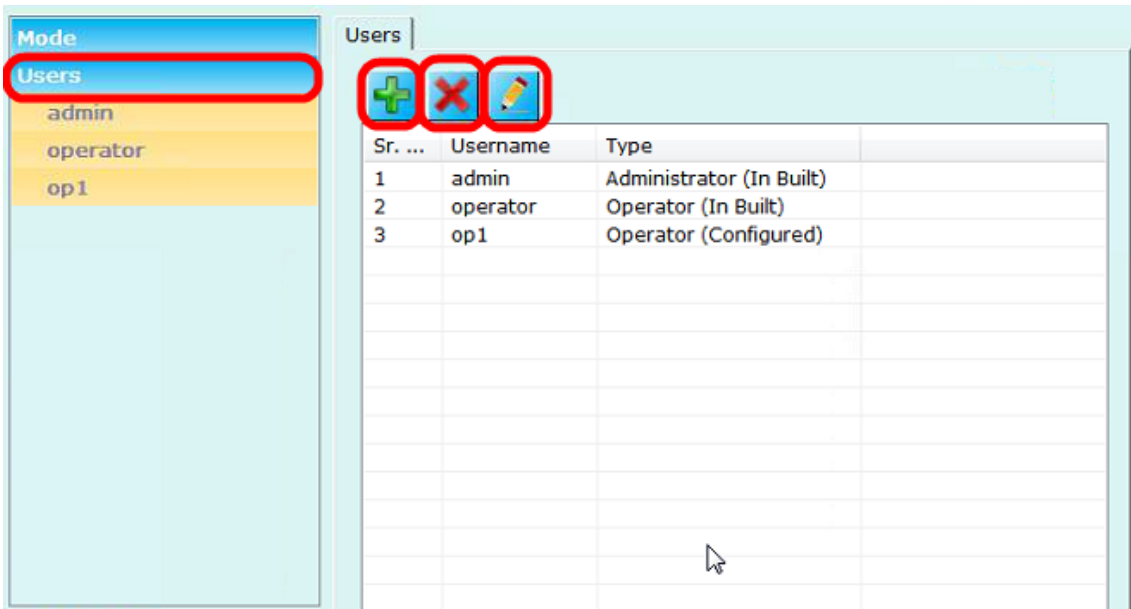 Mode
Users
admin
operator
op1
Users
Sr. ... Username Type
1 admin Administrator (In Built)
2 operator Operator (In Built)
3 op1 Operator (Configured)